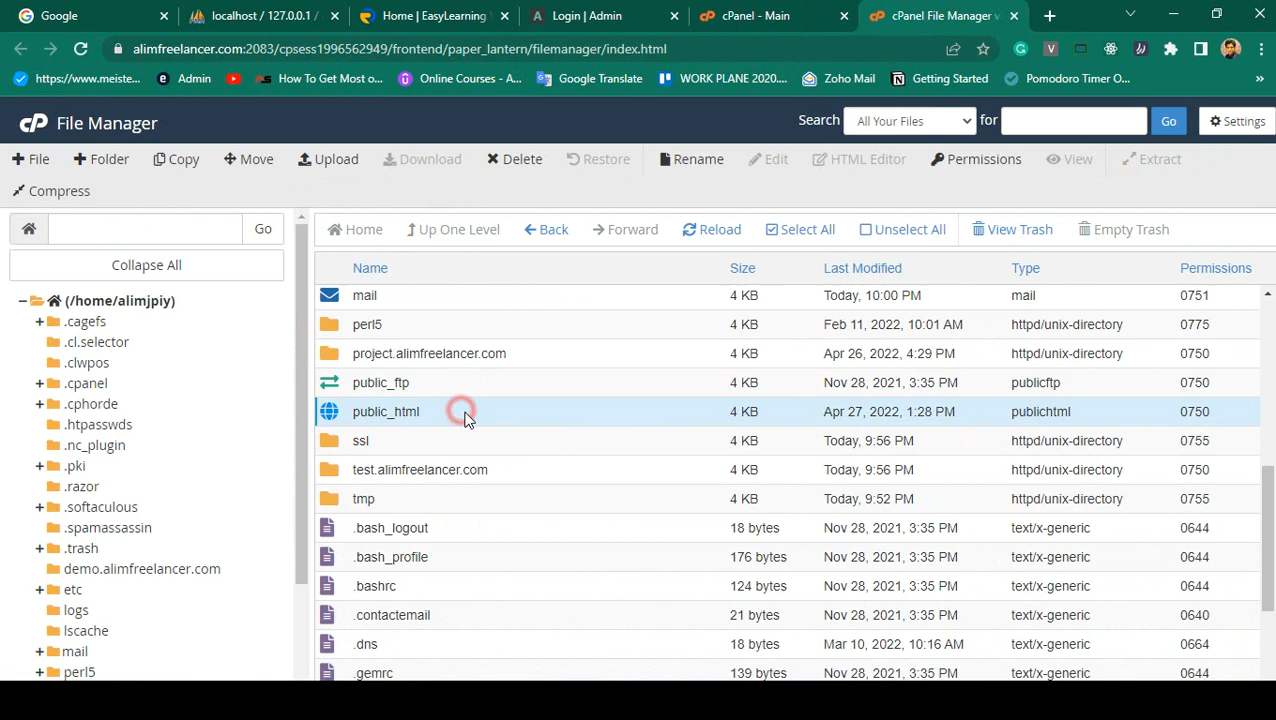 Google
localhost / 127.0.0.1 /
Home | EasyLearning
Login | Admin
cPanel - Main
cPanel File Manager v
alimfreelancer.com:2083/cpsess1996562949/frontend/paper_lantern/filemanager/index.html
https://www.meiste...
Admin
How To Get Most o...
Online Courses - A...
Google Translate
WORK PLANE 2020....
Zoho Mail
Getting Started
Pomodoro Timer O...
»
cP File Manager
Search
All Your Files
for
Go
Settings
File
Folder
Copy
Move
Upload
Download
Delete
Restore
Rename
Edit
HTML Editor
Permissions
View
Extract
Compress
Go
Collapse All
(/home/alimjpiy)
.cagefs
.cl.selector
.clwpos
.cpanel
.cphorde
.htpasswds
.nc_plugin
.pki
.razor
.softaculous
.spamassassin
.trash
demo.alimfreelancer.com
etc
logs
lscache
mail
perl5
Home
Up One Level
Back
Forward
Reload
Select All
Unselect All
View Trash
Empty Trash
Name Size Last Modified Type Permissions
mail 4 KB Today, 10:00 PM mail 0751
perl5 4 KB Feb 11, 2022, 10:01 AM httpd/unix-directory 0775
project.alimfreelancer.com 4 KB Apr 26, 2022, 4:29 PM httpd/unix-directory 0750
public_ftp 4 KB Nov 28, 2021, 3:35 PM publicftp 0750
public_html 4 KB Apr 27, 2022, 1:28 PM publichtml 0750
ssl 4 KB Today, 9:56 PM httpd/unix-directory 0755
test.alimfreelancer.com 4 KB Today, 9:56 PM httpd/unix-directory 0750
tmp 4 KB Today, 9:52 PM httpd/unix-directory 0755
.bash_logout 18 bytes Nov 28, 2021, 3:35 PM text/x-generic 0644
.bash_profile 176 bytes Nov 28, 2021, 3:35 PM text/x-generic 0644
.bashrc 124 bytes Nov 28, 2021, 3:35 PM text/x-generic 0644
.contactemail 21 bytes Nov 28, 2021, 3:35 PM text/x-generic 0640
.dns 18 bytes Mar 10, 2022, 10:16 AM text/x-generic 0664
.gemrc 139 bytes Nov 28, 2021, 3:35 PM text/x-generic 0644